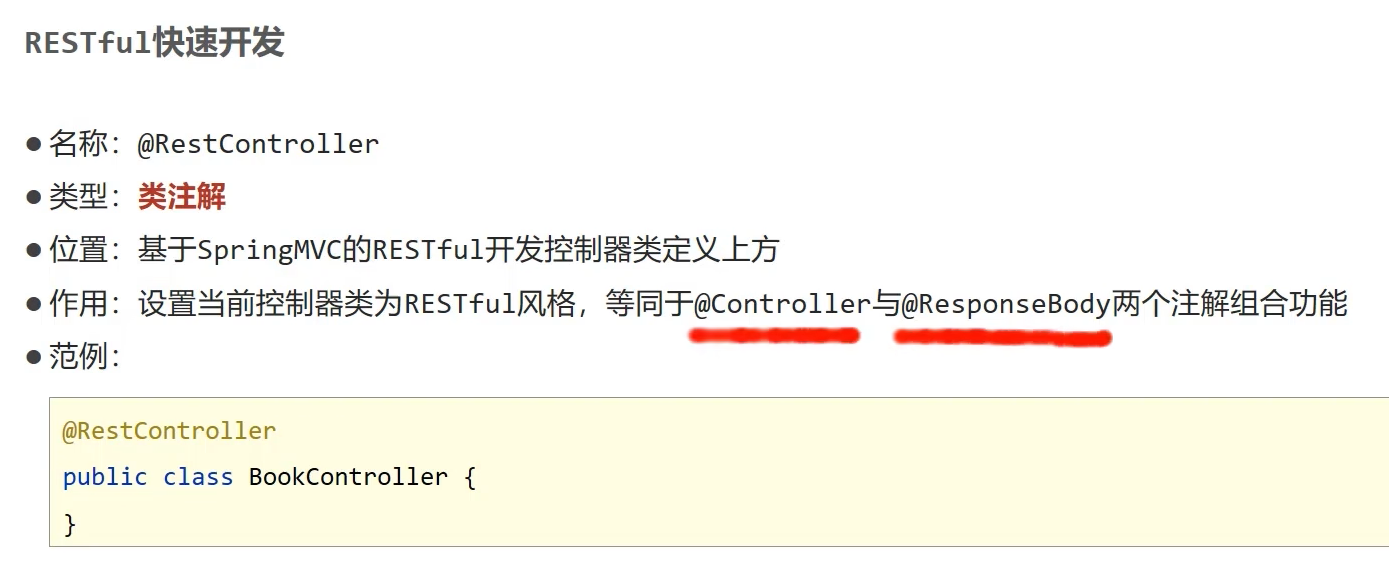 RESTful快速开发
● 名称：@RestController
● 类型：类注解
● 位置：基于SpringMVC的RESTful开发控制器类定义上方
● 作用：设置当前控制器类为RESTful风格，等同于@Controller与@ResponseBody两个注解组合功能
● 范例：
@RestController
public class BookController {
}